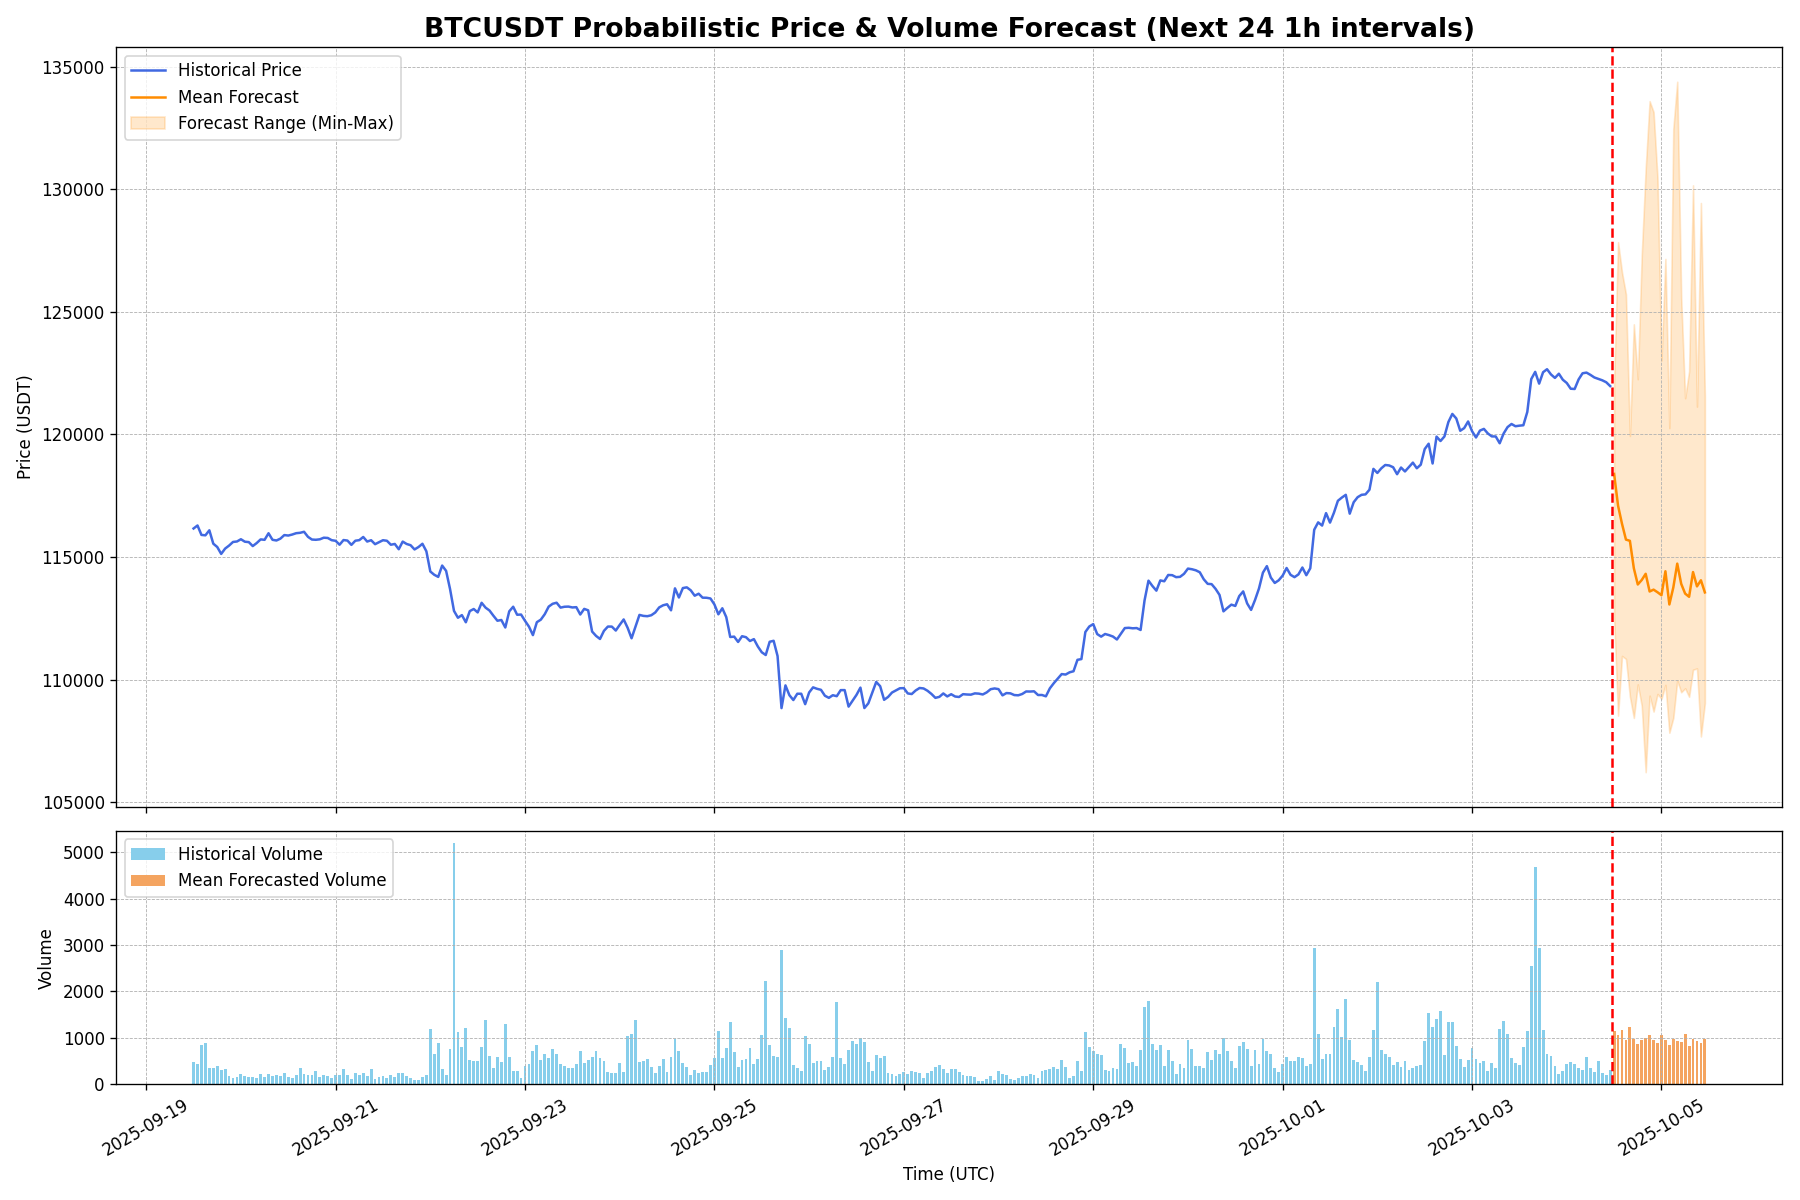 BTCUSDT Probabilistic Price & Volume Forecast (Next 24 1h intervals)
Historical Price
Mean Forecast
Forecast Range (Min-Max)
Price (USDT)
135000
130000
125000
120000
115000
110000
105000
Historical Volume
Mean Forecasted Volume
Volume
5000
4000
3000
2000
1000
0
2025-09-19
2025-09-21
2025-09-23
2025-09-25
2025-09-27
2025-09-29
2025-10-01
2025-10-03
2025-10-05
Time (UTC)